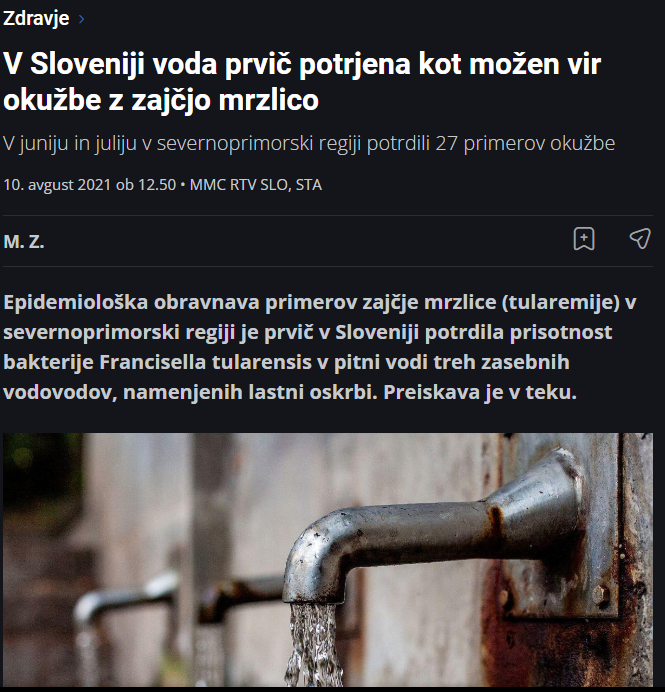 Zdravje
V Sloveniji voda prvič potrjena kot možen vir
okužbe z zajčjo mrzlico
V juniju in juliju v severnoprimorski regiji potrdili 27 primerov okužbe
10. avgust 2021 ob 12.50 • MMC RTV SLO, STA
M. Z.
Epidemiološka obravnava primerov zajčje mrzlice (tularemije) v
severnoprimorski regiji je prvič v Sloveniji potrdila prisotnost
bakterije Francisella tularensis v pitni vodi treh zasebnih
vodovodov, namenjenih lastni oskrbi. Preiskava je v teku.